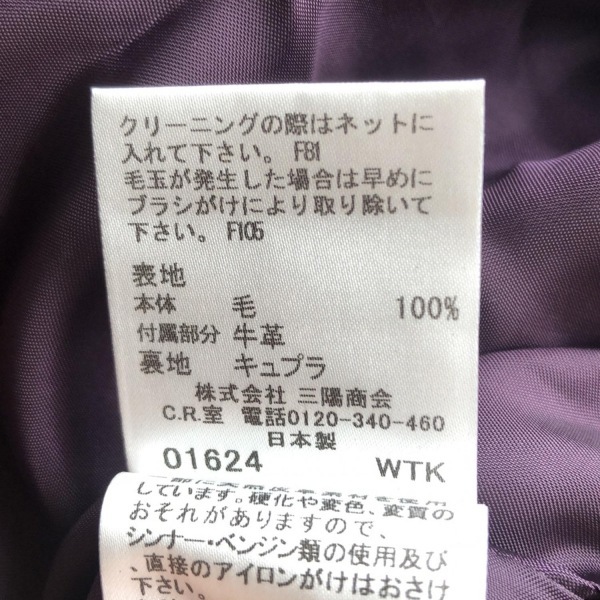 クリーニングの際はネットに
入れて下さい。 F81
毛玉が発生した場合は早めに
ブラシがけにより取り除いて
下さい。 F105
表地
本体 毛 100%
付属部分 牛革
裏地 キュプラ
株式会社 三陽商会
C.R.室 電話0120-340-460
日本製
01624 WTK
しています。硬化や変色、変質の
おそれがありますので、
シンナー・ベンジン類の使用及び
、直接のアイロンがけはおさけ
下さい。